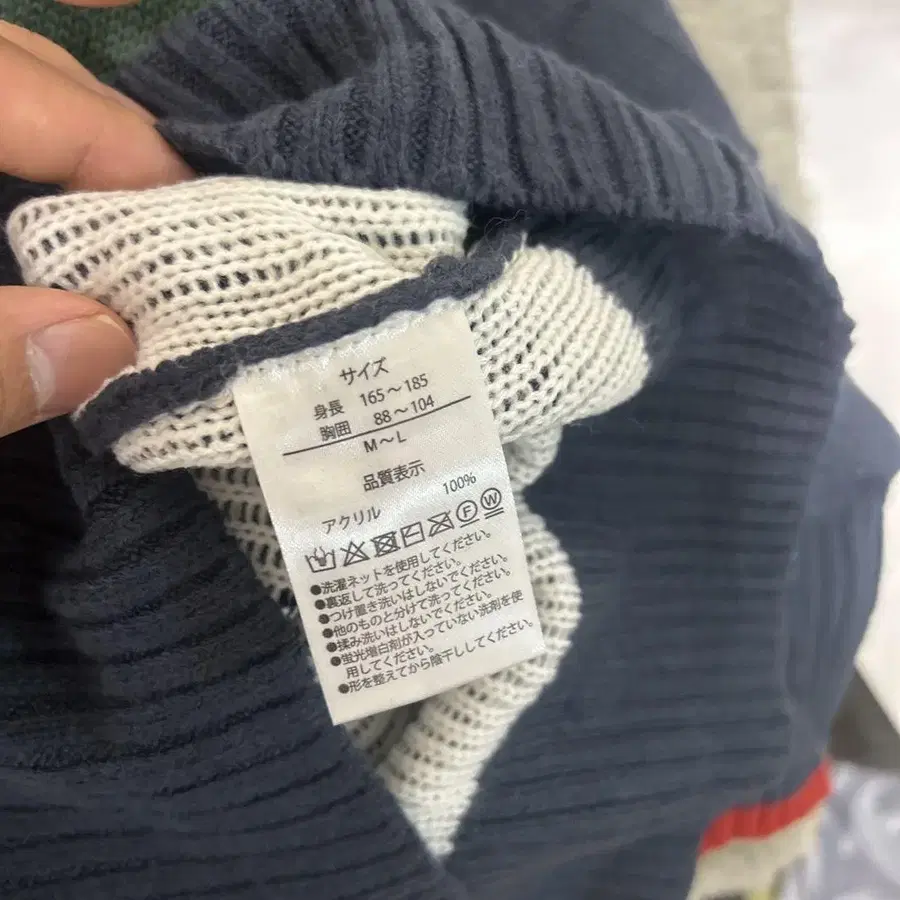 サイズ
身長 165～185
胸囲 88～104
M～L
品質表示
アクリル 100%
F W
●洗濯ネットを使用してください。
●裏返して洗ってください。
●つけ置き洗いはしないでください。
●他のものと分けて洗ってください。
●揉み洗いはしないでください。
●蛍光増白剤が入っていない洗剤を使
用してください。
●形を整えてから陰干ししてください。